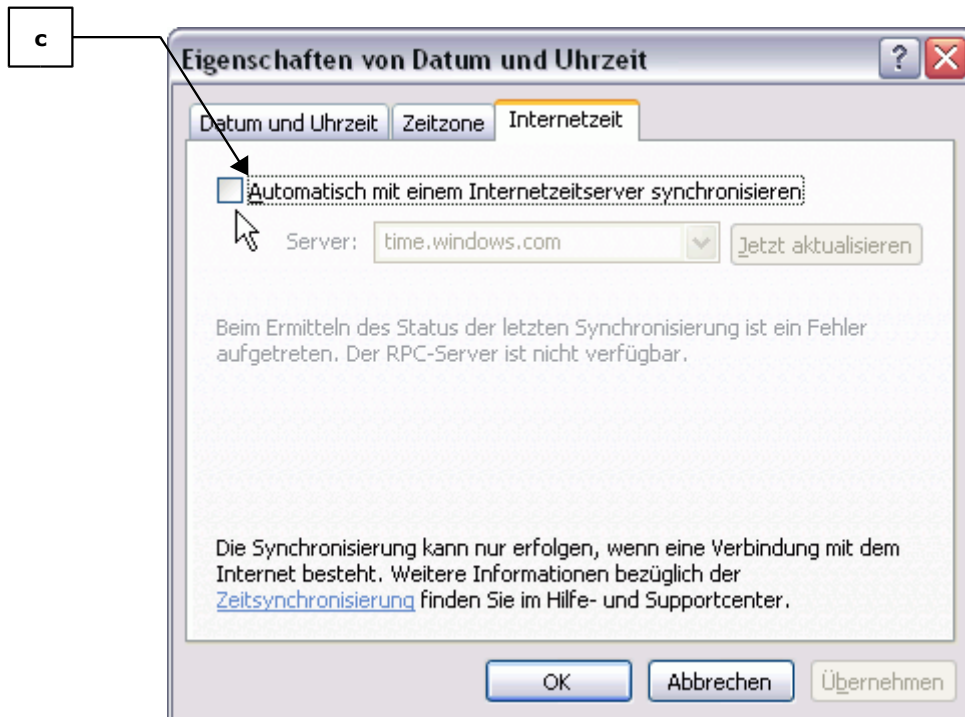 c
Eigenschaften von Datum und Uhrzeit
Datum und Uhrzeit Zeitzone Internetzeit
Automatisch mit einem Internetzeitserver synchronisieren
Server: time.windows.com Jetzt aktualisieren
Beim Ermitteln des Status der letzten Synchronisierung ist ein Fehler
aufgetreten. Der RPC-Server ist nicht verfügbar.
Die Synchronisierung kann nur erfolgen, wenn eine Verbindung mit dem
Internet besteht. Weitere Informationen bezüglich der
Zeitsynchronisierung finden Sie im Hilfe- und Supportcenter.
OK Abbrechen Übernehmen